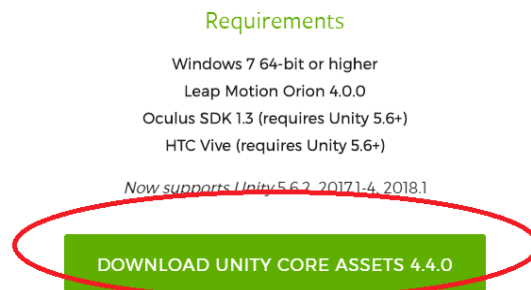 Requirements
Windows 7 64-bit or higher
Leap Motion Orion 4.0.0
Oculus SDK 1.3 (requires Unity 5.6+)
HTC Vive (requires Unity 5.6+)
Now supports Unity 5.6.2, 2017.1-4, 2018.1
DOWNLOAD UNITY CORE ASSETS 4.4.0